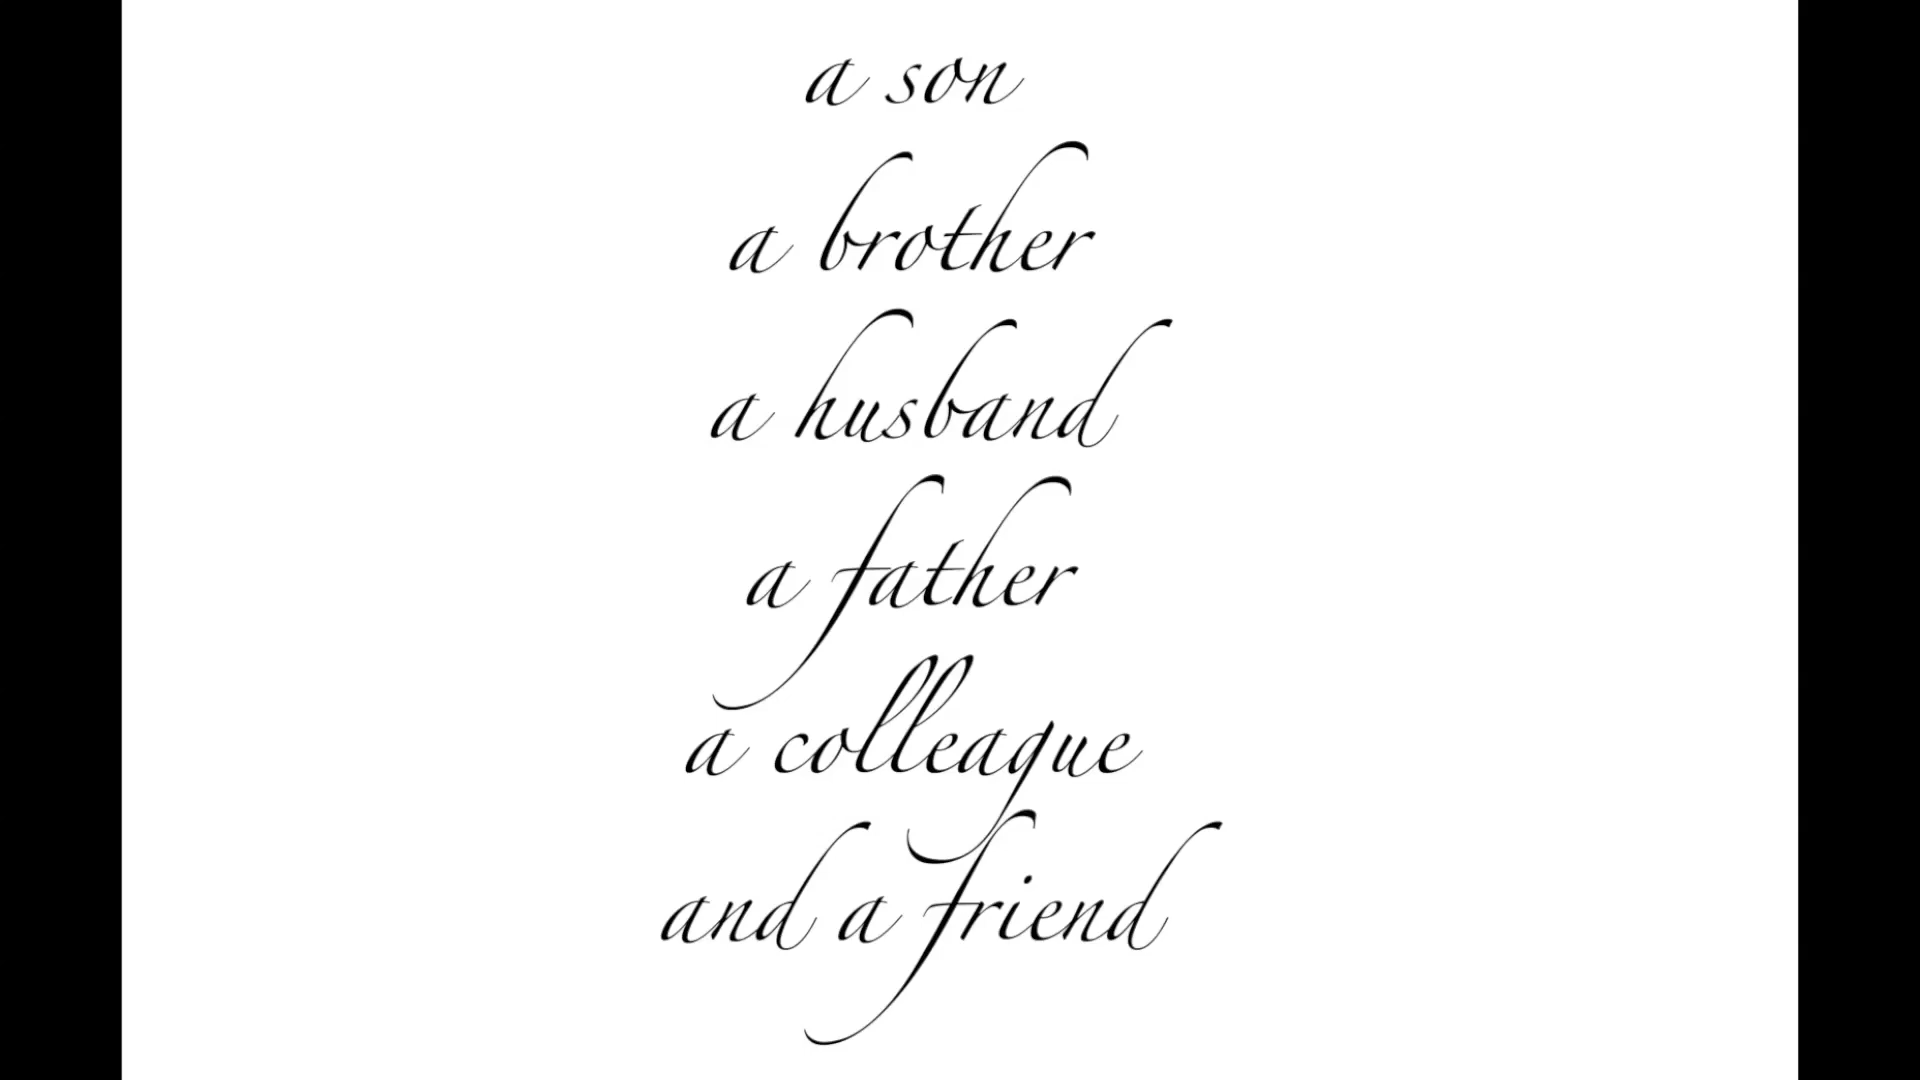 a son
a brother
a husband
a father
a colleague
and a friend